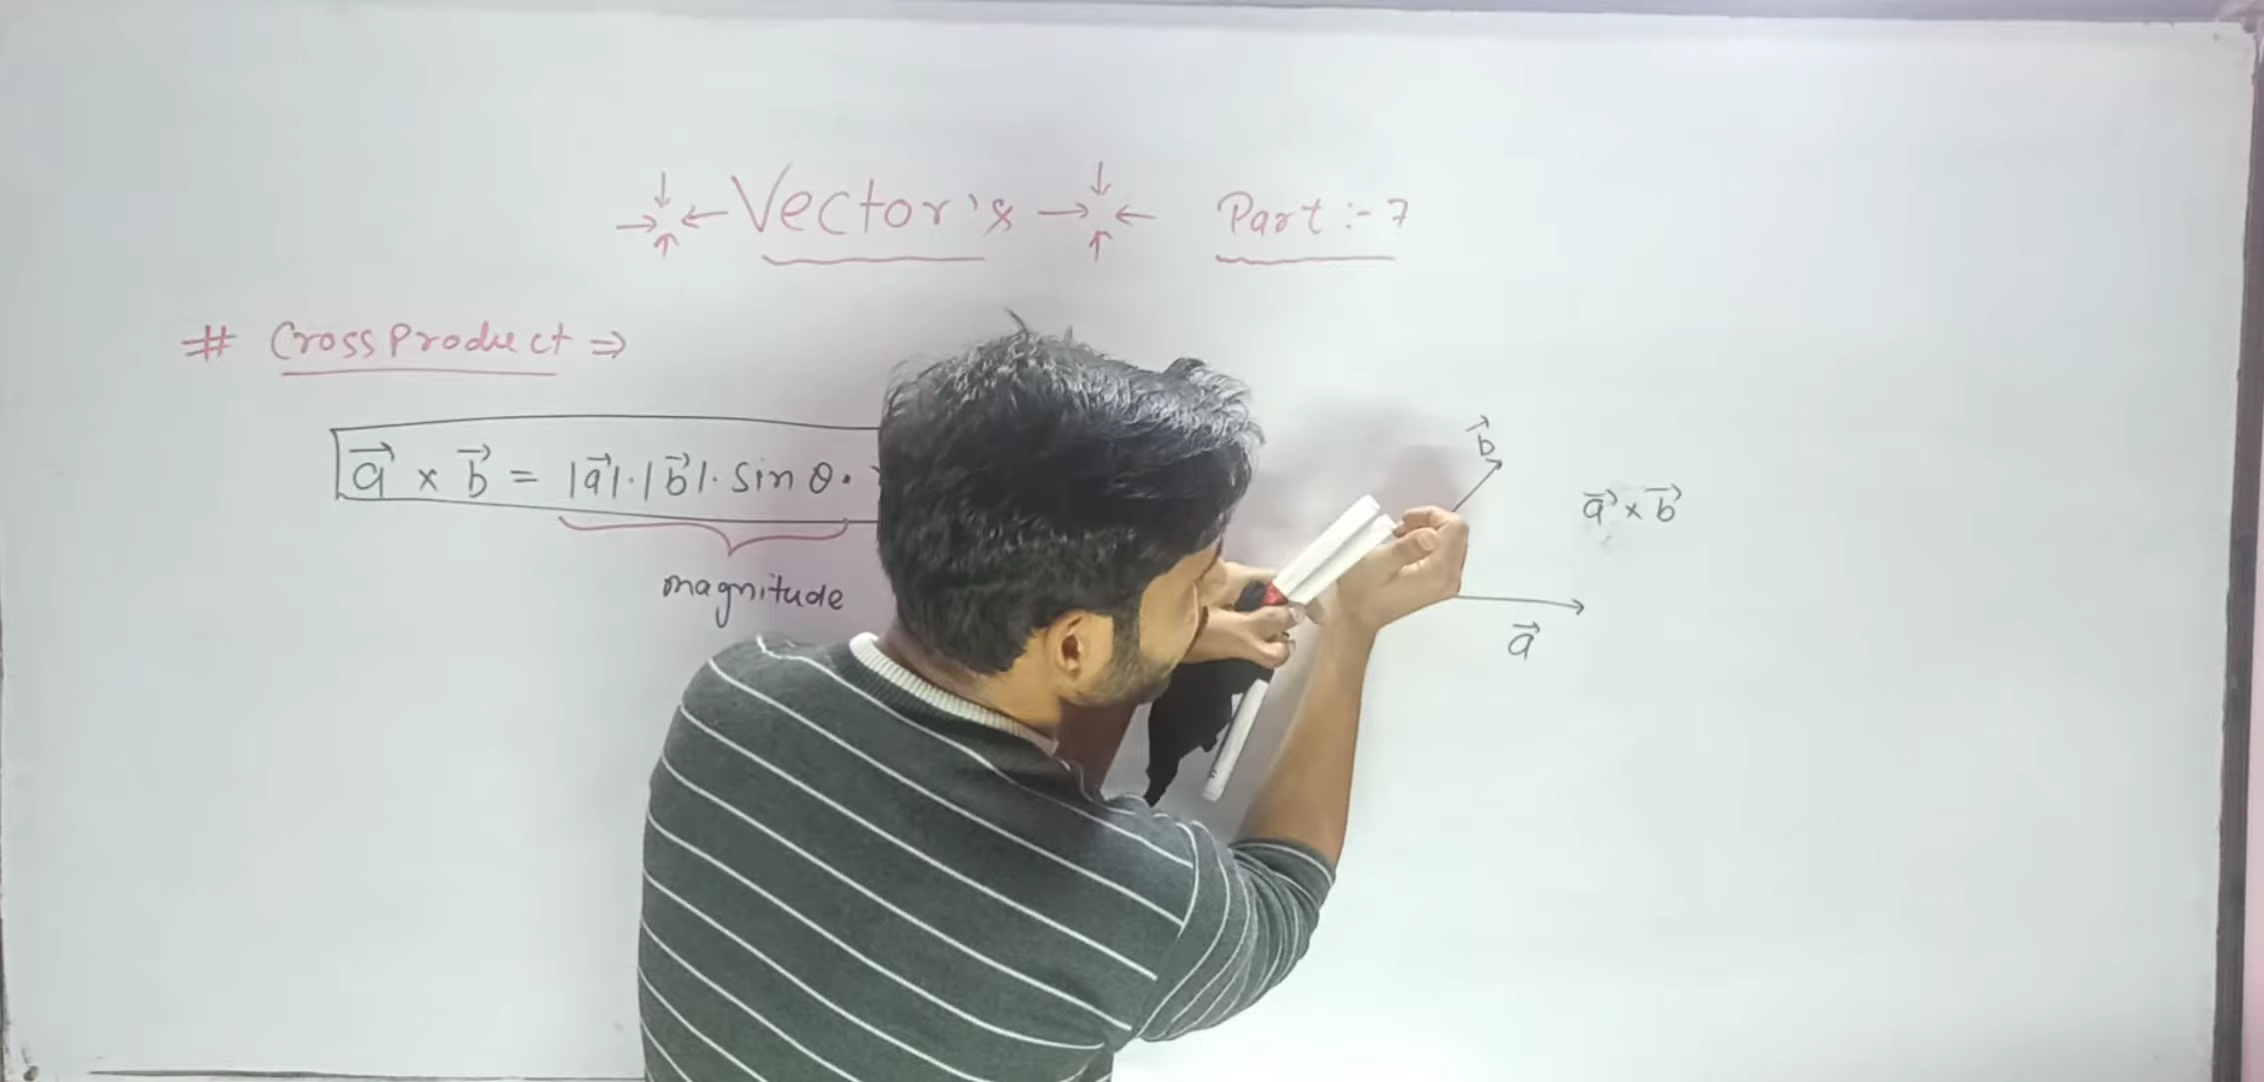 Vector's Part :- 7
# Cross Product ⇒
a⃗ × b⃗ = |a⃗|·|b⃗|· sin θ·
magnitude
b⃗
a⃗ × b⃗
a⃗